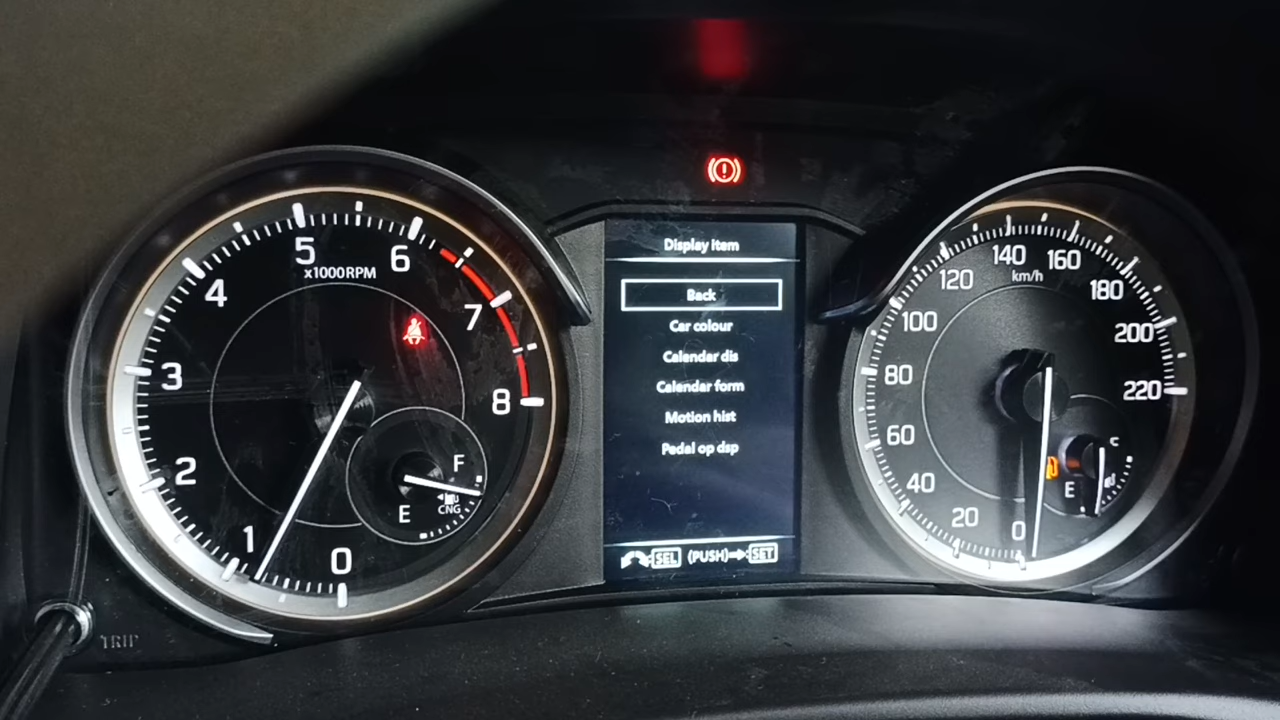 0
1
2
3
4
5
6
7
8
x1000RPM
F
E
CNG
TRIP
Display item
Back
Car colour
Calendar dis
Calendar form
Motion hist
Pedal op dsp
SEL (PUSH) SET
0
20
40
60
80
100
120
140
160
180
200
220
km/h
C
E